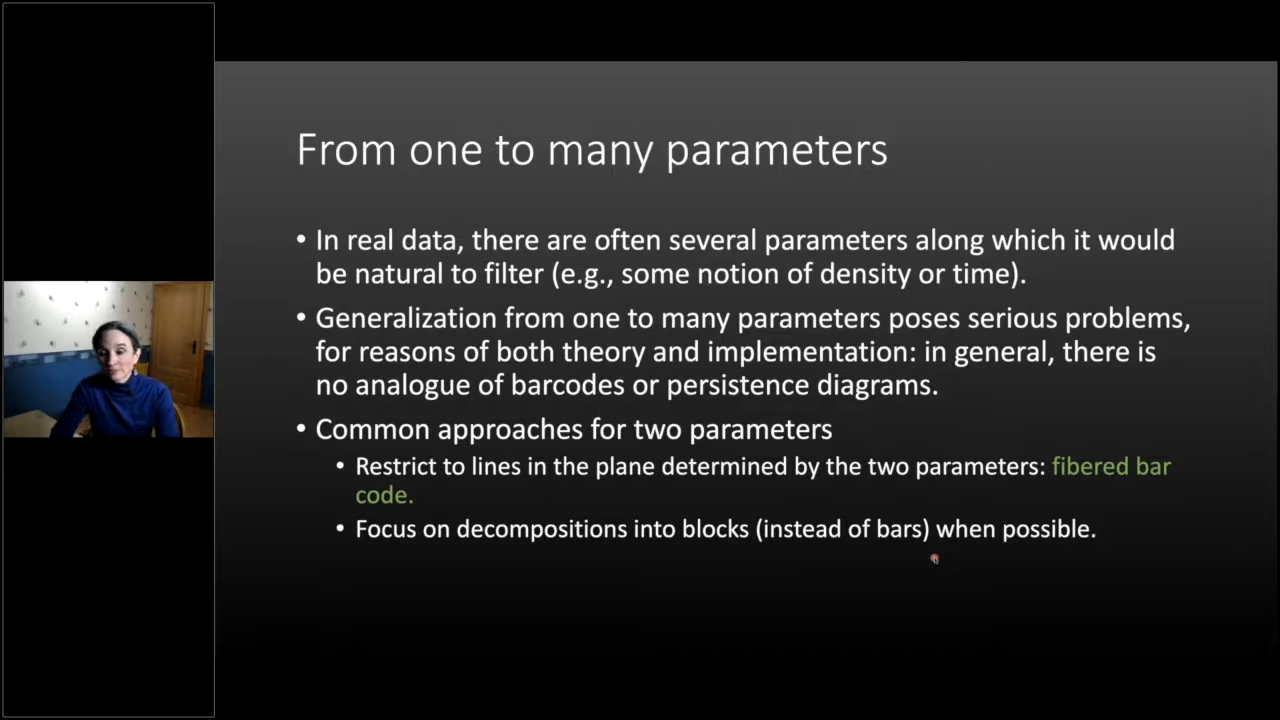 From one to many parameters
• In real data, there are often several parameters along which it would
be natural to filter (e.g., some notion of density or time).
• Generalization from one to many parameters poses serious problems,
for reasons of both theory and implementation: in general, there is
no analogue of barcodes or persistence diagrams.
• Common approaches for two parameters
• Restrict to lines in the plane determined by the two parameters: fibered bar
code.
• Focus on decompositions into blocks (instead of bars) when possible.